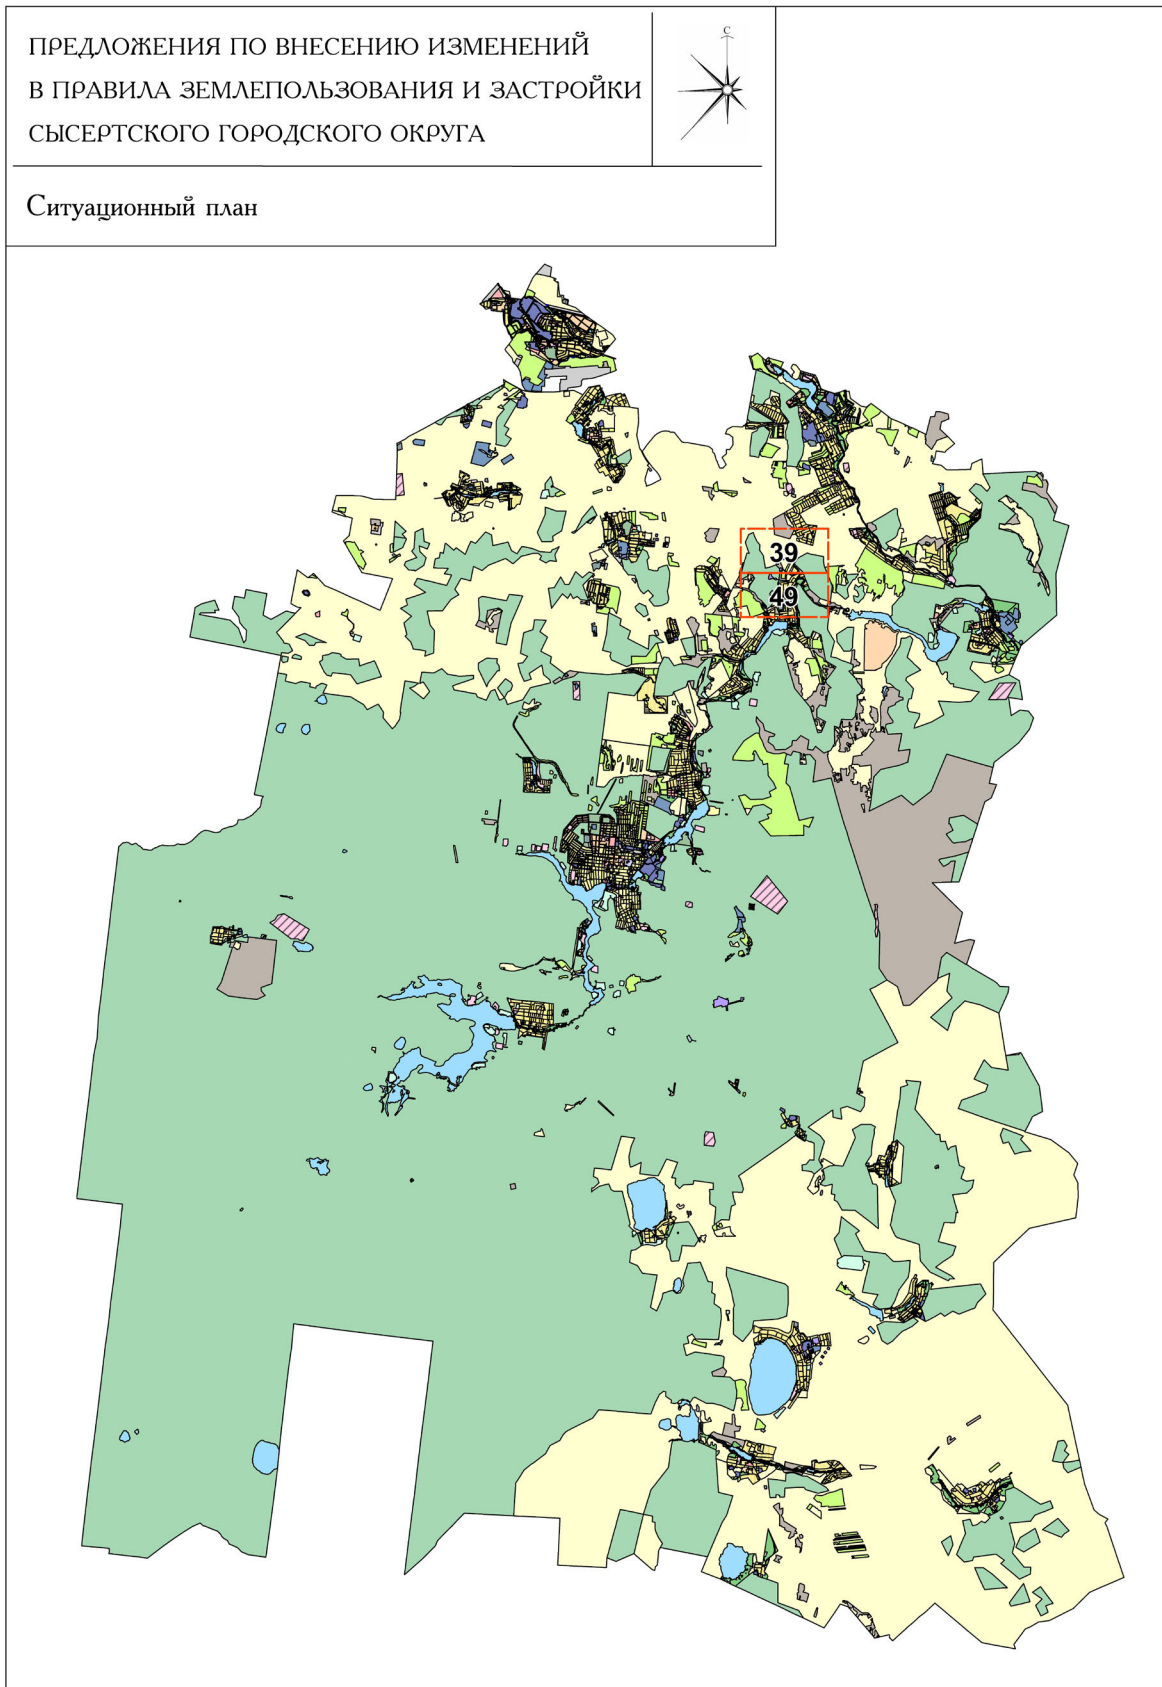 ПРЕДЛОЖЕНИЯ ПО ВНЕСЕНИЮ ИЗМЕНЕНИЙ
В ПРАВИЛА ЗЕМЛЕПОЛЬЗОВАНИЯ И ЗАСТРОЙКИ
СЫСЕРТСКОГО ГОРОДСКОГО ОКРУГА
С
Ситуационный план
39
49